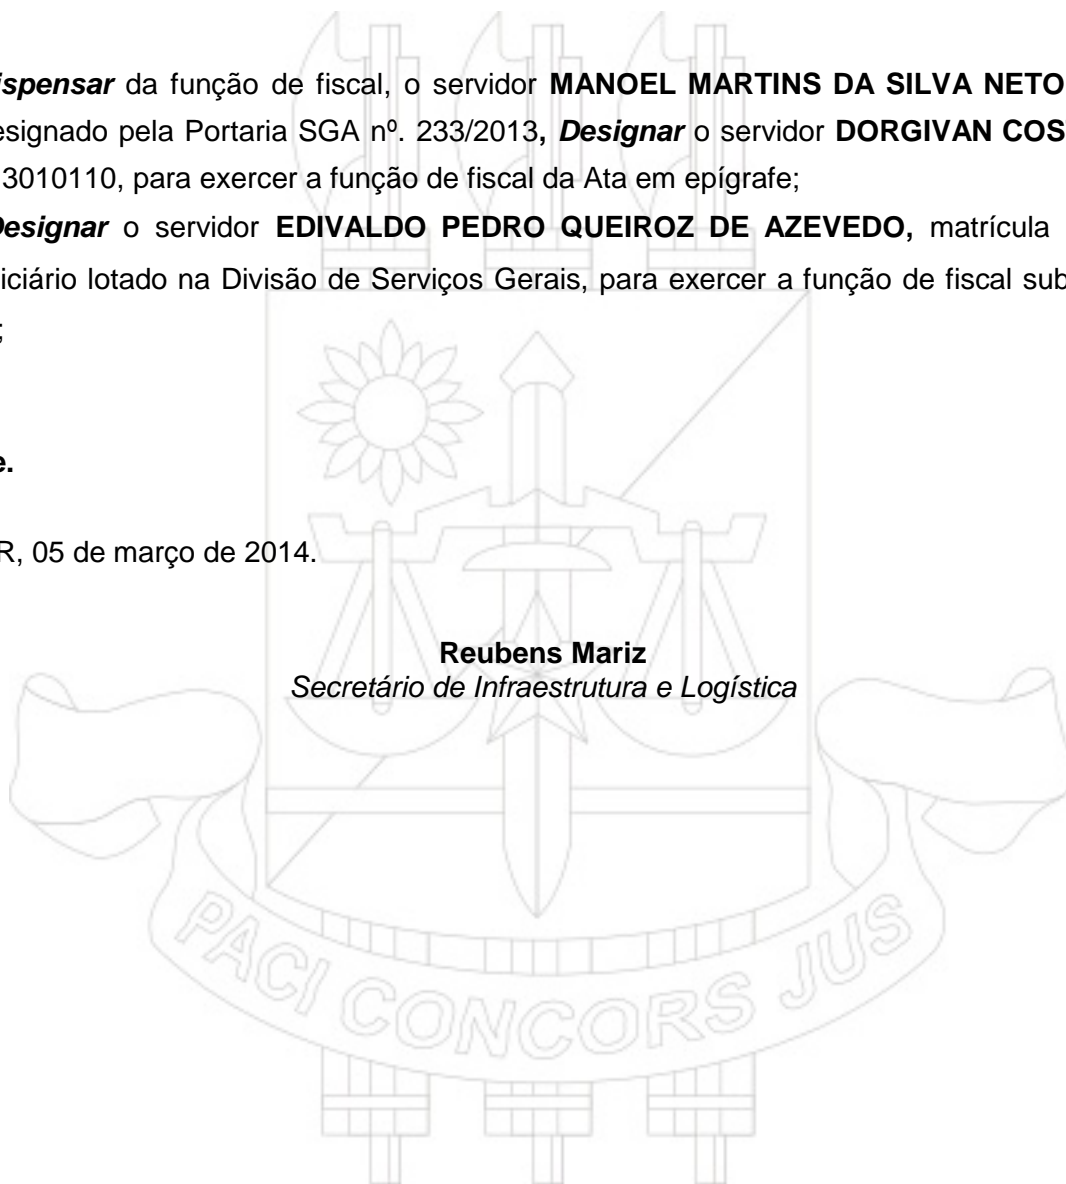 ispensar da função de fiscal, o servidor MANOEL MARTINS DA SILVA NETO
esignado pela Portaria SGA nº. 233/2013, Designar o servidor DORGIVAN COS
3010110, para exercer a função de fiscal da Ata em epígrafe;
Designar o servidor EDIVALDO PEDRO QUEIROZ DE AZEVEDO, matrícula
iciário lotado na Divisão de Serviços Gerais, para exercer a função de fiscal sub
;
e.
R, 05 de março de 2014.
Reubens Mariz
Secretário de Infraestrutura e Logística
PACI CONCORS JUS